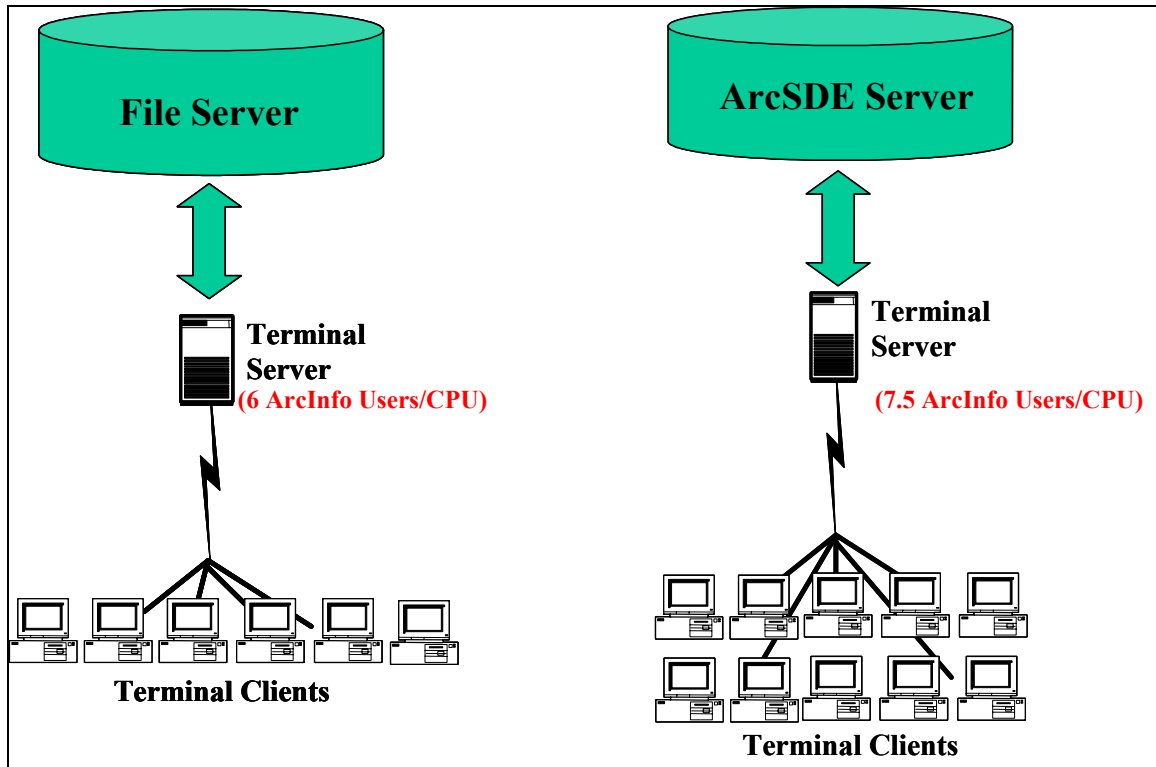 File Server
Terminal
Server
(6 ArcInfo Users/CPU)
Terminal Clients
ArcSDE Server
Terminal
Server
(7.5 ArcInfo Users/CPU)
Terminal Clients